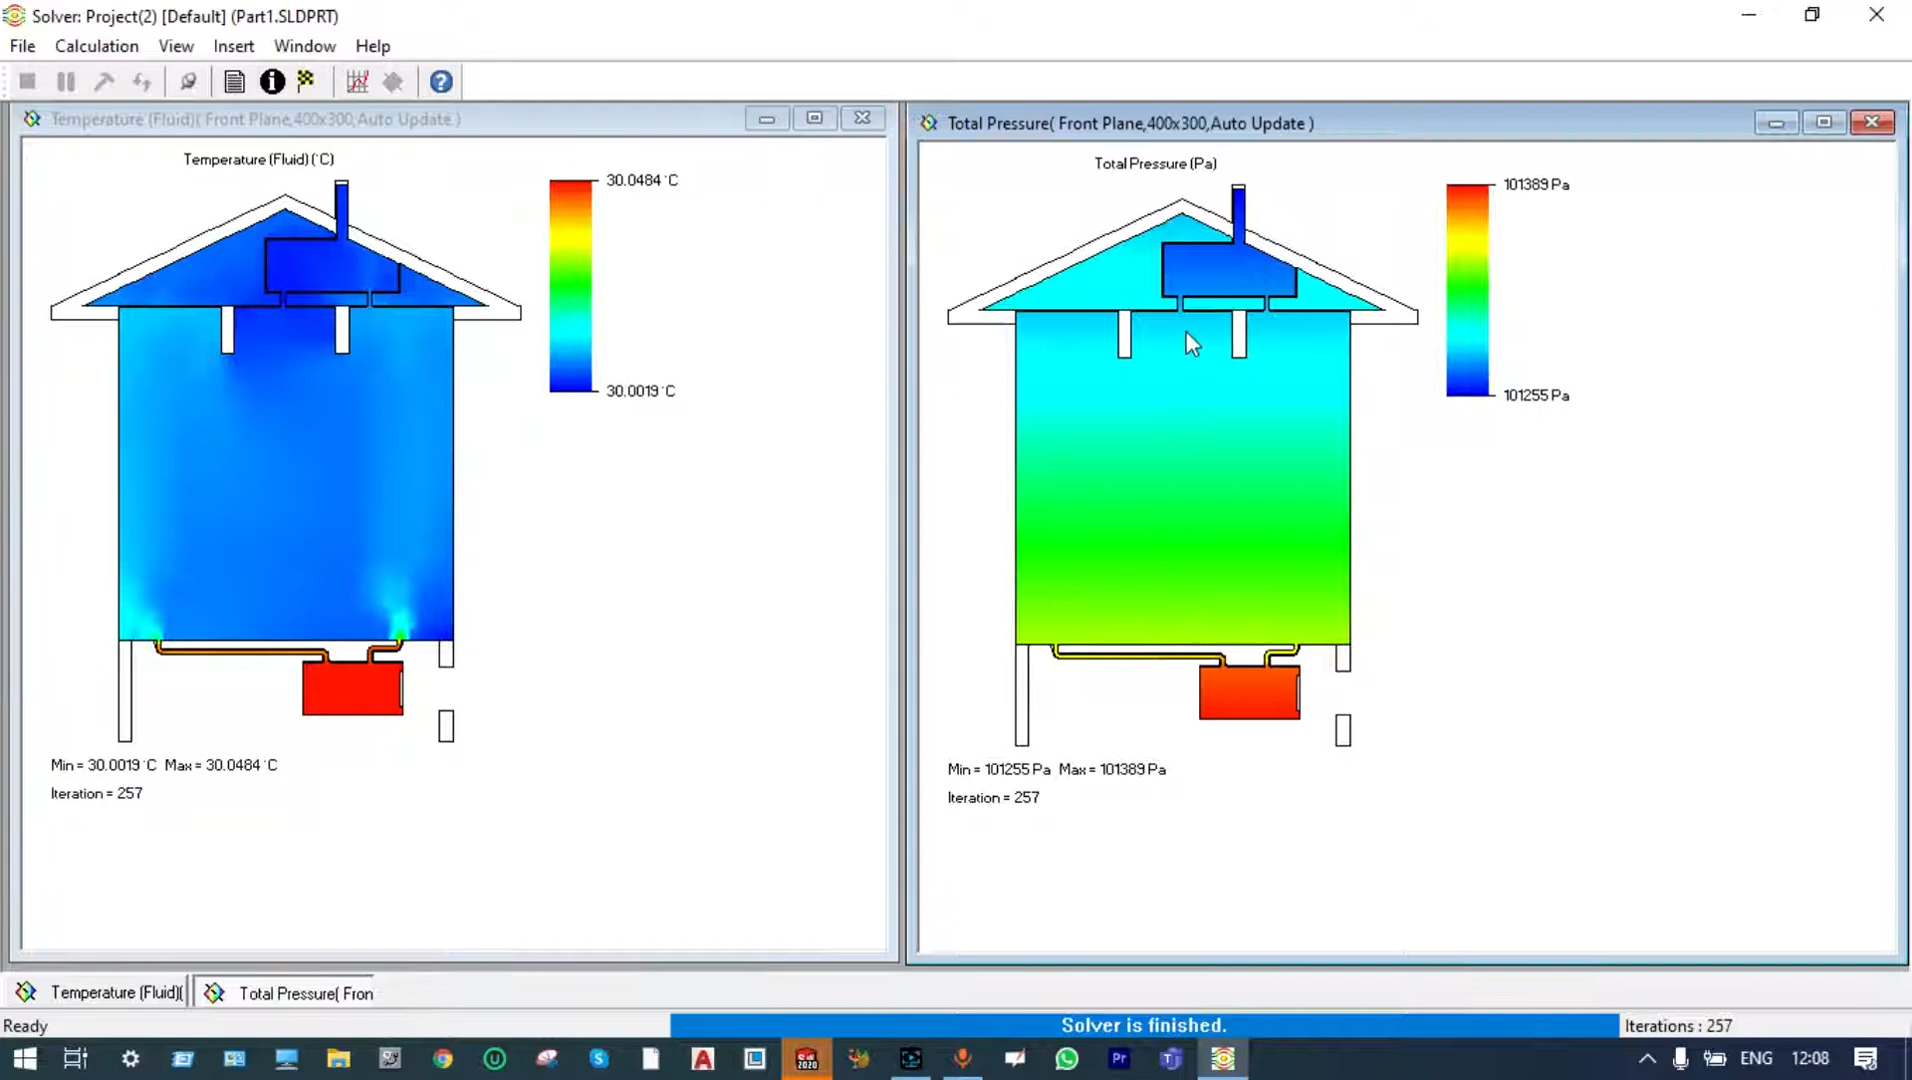 Solver: Project(2) [Default] (Part1.SLDPRT)
File Calculation View Insert Window Help
Temperature (Fluid)( Front Plane,400x300,Auto Update )
Temperature (Fluid) (°C)
30.0484 °C
30.0019 °C
Min = 30.0019 °C Max = 30.0484 °C
Iteration = 257
Total Pressure( Front Plane,400x300,Auto Update )
Total Pressure (Pa)
101389 Pa
101255 Pa
Min = 101255 Pa Max = 101389 Pa
Iteration = 257
Temperature (Fluid)( Total Pressure( Fron
Ready Solver is finished. Iterations : 257
2020 Pr ENG 12:08